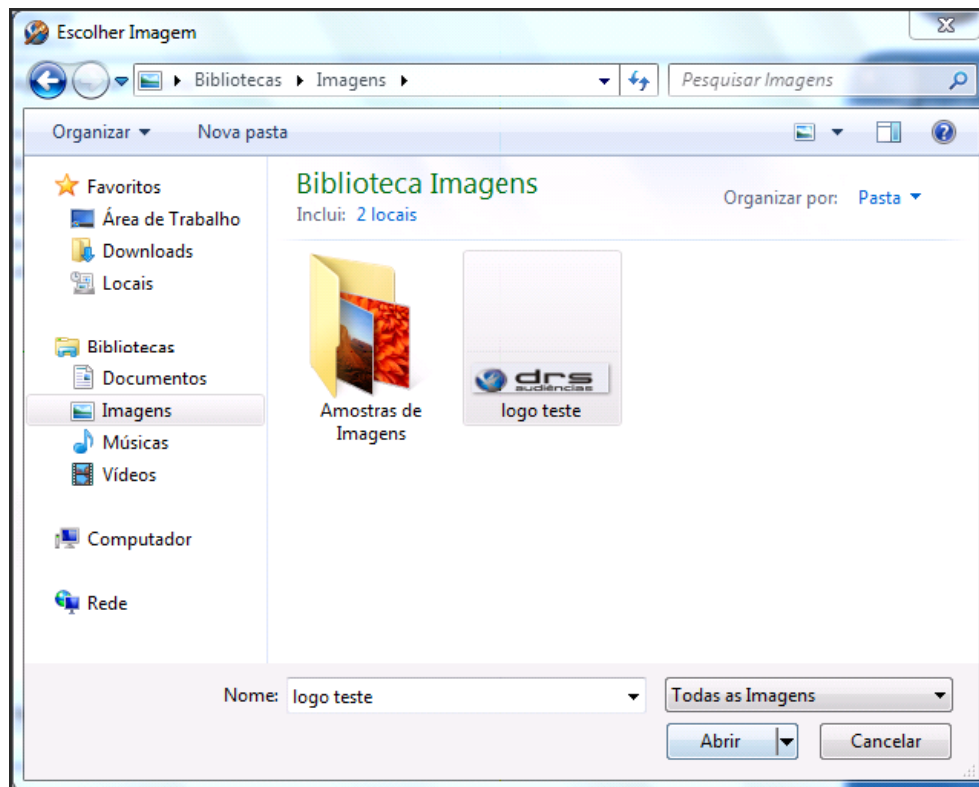 Escolher Imagem
Bibliotecas Imagens
Pesquisar Imagens
Organizar Nova pasta
Favoritos
Área de Trabalho
Downloads
Locais
Bibliotecas
Documentos
Imagens
Músicas
Vídeos
Computador
Rede
Biblioteca Imagens
Inclui: 2 locais
Organizar por: Pasta
Amostras de
Imagens
drs
audiências
logo teste
Nome: logo teste
Todas as Imagens
Abrir Cancelar